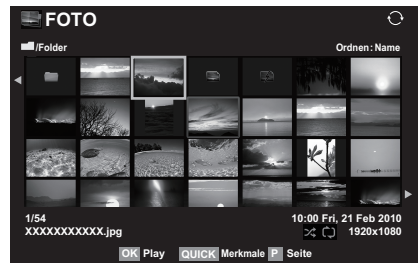 FOTO
/Folder
Ordnen: Name
1/54
10:00 Fri, 21 Feb 2010
XXXXXXXXXXX.jpg
1920x1080
OK Play QUICK Merkmale P Seite